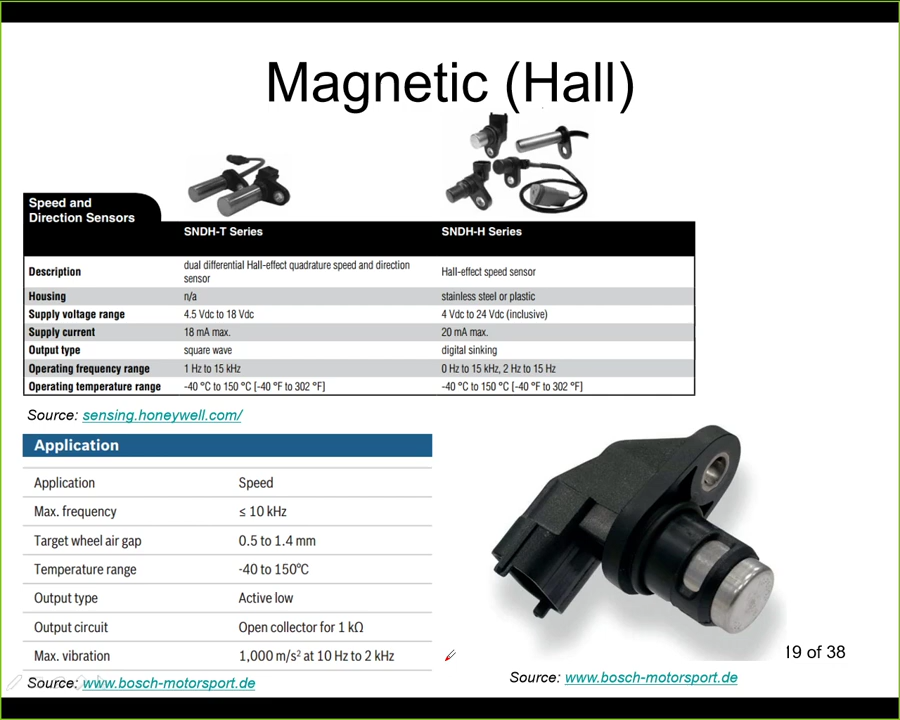 Magnetic (Hall)
Speed and
Direction Sensors
SNDH-T Series SNDH-H Series
Description dual differential Hall-effect quadrature speed and direction sensor Hall-effect speed sensor
Housing n/a stainless steel or plastic
Supply voltage range 4.5 Vdc to 18 Vdc 4 Vdc to 24 Vdc (inclusive)
Supply current 18 mA max. 20 mA max.
Output type square wave digital sinking
Operating frequency range 1 Hz to 15 kHz 0 Hz to 15 kHz, 2 Hz to 15 Hz
Operating temperature range -40 °C to 150 °C [-40 °F to 302 °F] -40 °C to 150 °C [-40 °F to 302 °F]
Source: sensing.honeywell.com/
Application
Application Speed
Max. frequency ≤ 10 kHz
Target wheel air gap 0.5 to 1.4 mm
Temperature range -40 to 150°C
Output type Active low
Output circuit Open collector for 1 kΩ
Max. vibration 1,000 m/s² at 10 Hz to 2 kHz
Source: www.bosch-motorsport.de
19 of 38
Source: www.bosch-motorsport.de